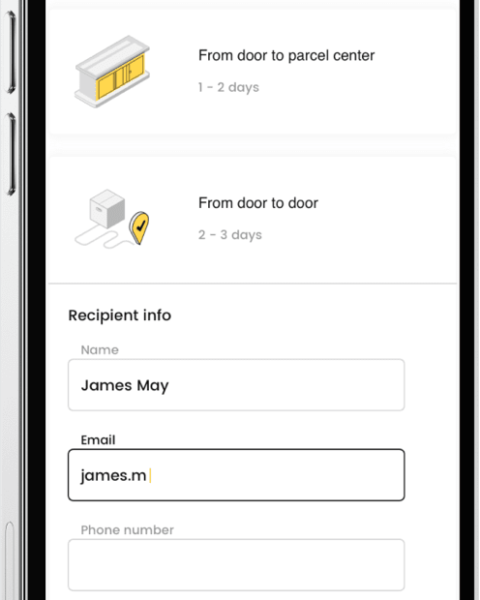 From door to parcel center
1 - 2 days
From door to door
2 - 3 days
Recipient info
Name
James May
Email
james.m
Phone number